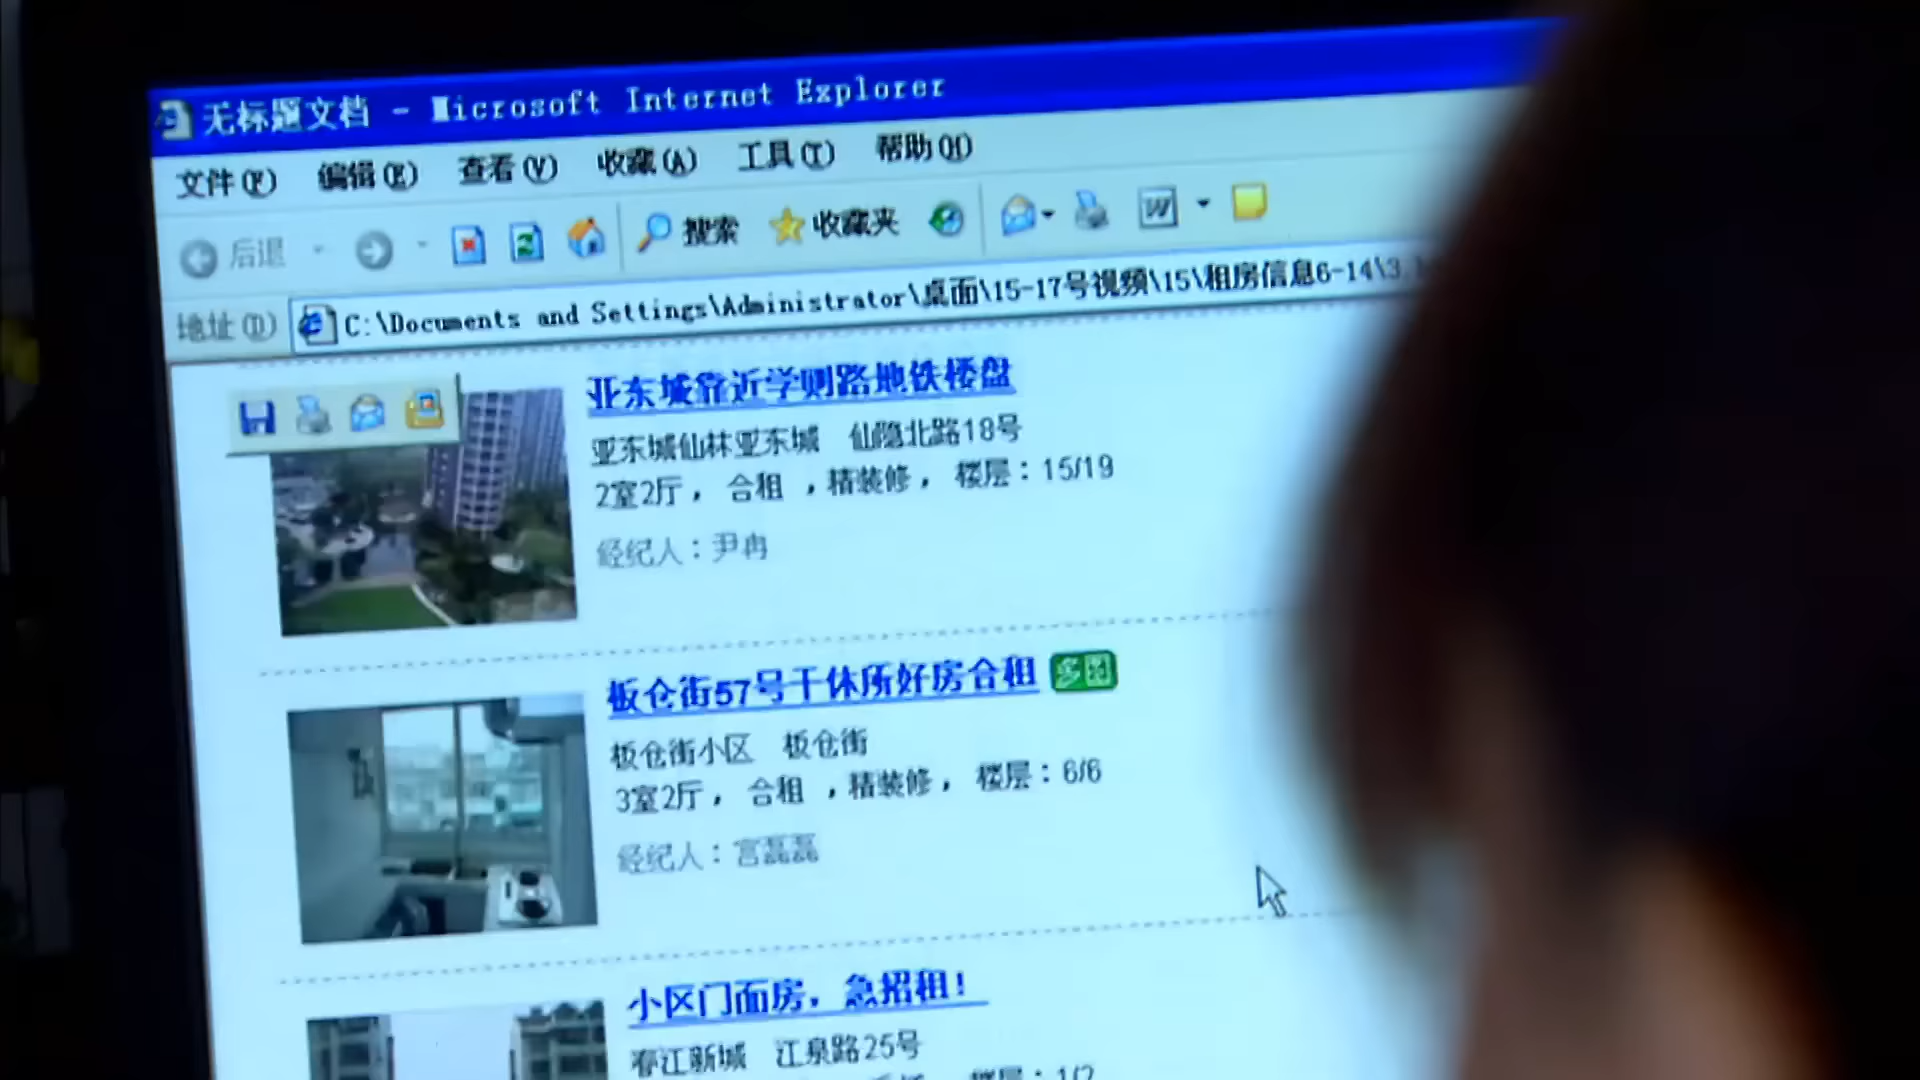 无标题文档 - Microsoft Internet Explorer
文件(F) 编辑(E) 查看(V) 收藏(A) 工具(T) 帮助(H)
后退 搜索 收藏夹
地址(D) C:\Documents and Settings\Administrator\桌面\15-17号视频\15\租房信息6-14\3.
亚东城靠近学则路地铁楼盘
亚东城仙林亚东城 仙隐北路18号
2室2厅， 合租 ，精装修， 楼层：15/19
经纪人：尹冉
板仓街57号干休所好房合租 多图
板仓街小区 板仓街
3室2厅， 合租 ，精装修， 楼层：6/6
经纪人：宫磊磊
小区门面房，急招租！
春江新城 江泉路25号
楼层：1/2